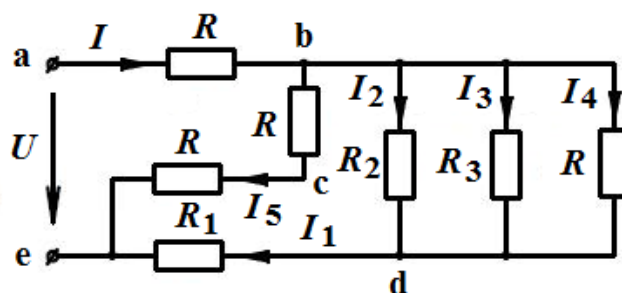 a I R b
I2 I3 I4
U R R R2 R3 R
I5 c
R1 I1
e d